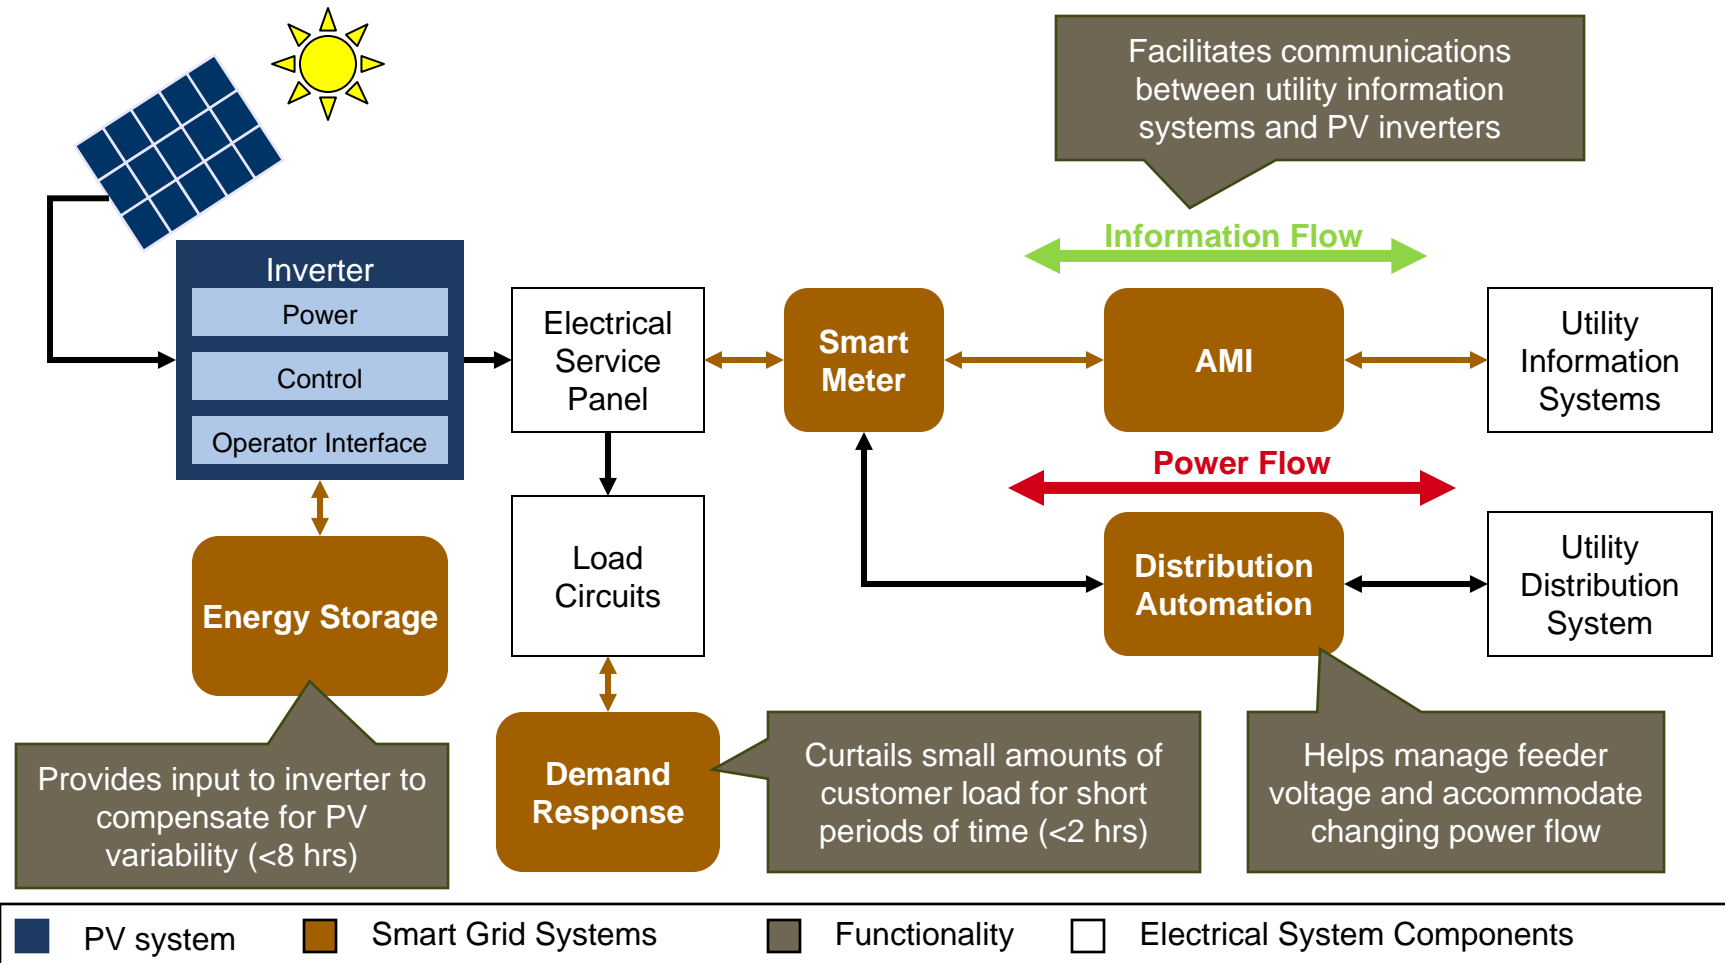 Facilitates communications
between utility information
systems and PV inverters
Information Flow
Inverter
Power
Control
Operator Interface
Electrical
Service
Panel
Smart
Meter
AMI
Utility
Information
Systems
Power Flow
Energy Storage
Load
Circuits
Distribution
Automation
Utility
Distribution
System
Provides input to inverter to
compensate for PV
variability (<8 hrs)
Demand
Response
Curtails small amounts of
customer load for short
periods of time (<2 hrs)
Helps manage feeder
voltage and accommodate
changing power flow
PV system
Smart Grid Systems
Functionality
Electrical System Components